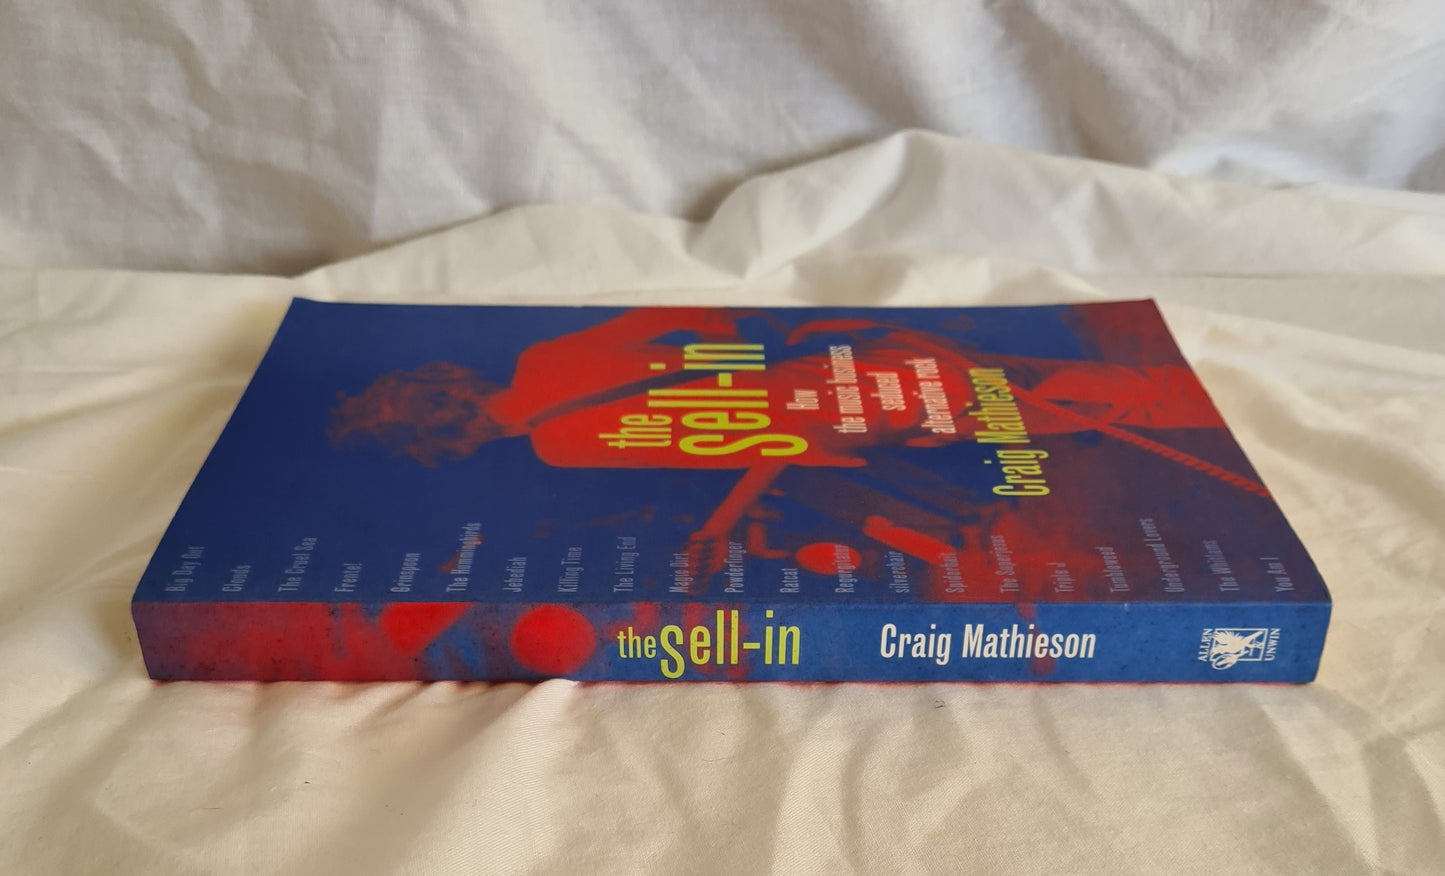 the
sell-in
How
the music business
seduced
alternative rock
Craig Mathieson
Big Day Out
Clouds
The Cruel Sea
Frente!
Grinspoon
The Hummingbirds
Jebediah
Killing Time
The Living End
Magic Dirt
Powderfinger
Ratcat
Regurgitator
silverchair
Spiderbait
The Superjesus
Triple J
Tumbleweed
Underground Lovers
The Whitlams
You Am I
the sell-in
Craig Mathieson
ALLEN
&
UNWIN